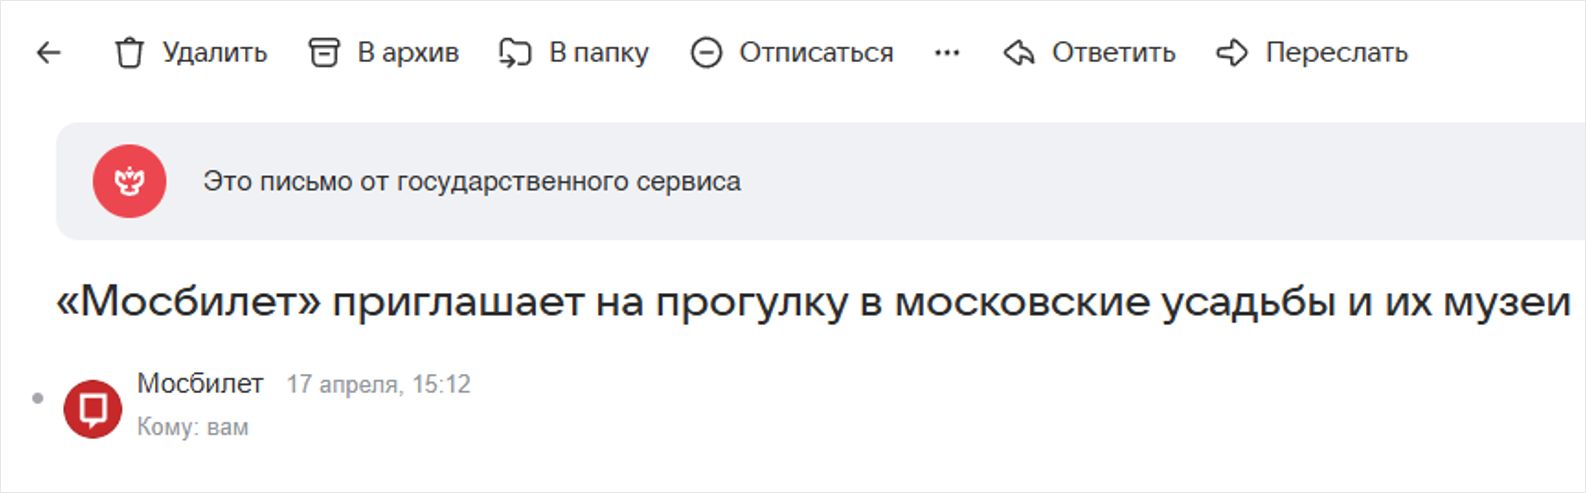 Удалить В архив В папку Отписаться ••• Ответить Переслать
Это письмо от государственного сервиса
«Мосбилет» приглашает на прогулку в московские усадьбы и их музеи
Мосбилет 17 апреля, 15:12
Кому: вам